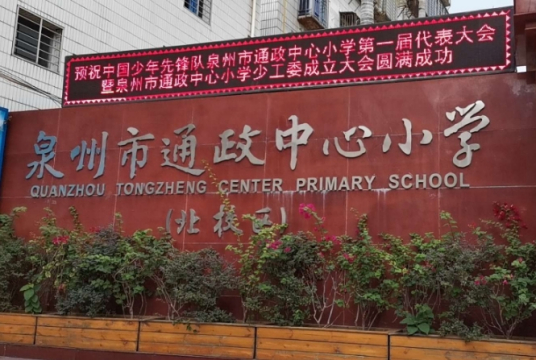 预祝中国少年先锋队泉州市通政中心小学第一届代表大会
暨泉州市通政中心小学少工委成立大会圆满成功
泉州市通政中心小学
QUANZHOU TONGZHENG CENTER PRIMARY SCHOOL
(北校区)